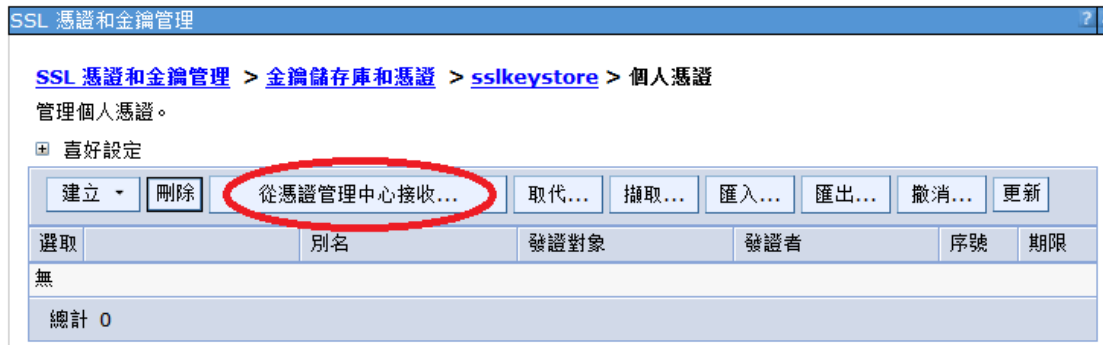 SSL 憑證和金鑰管理 ?
SSL 憑證和金鑰管理 > 金鑰儲存庫和憑證 > sslkeystore > 個人憑證
管理個人憑證。
喜好設定
建立 刪除 從憑證管理中心接收... 取代... 擷取... 匯入... 匯出... 撤消... 更新
選取 別名 發證對象 發證者 序號 期限
無
總計 0